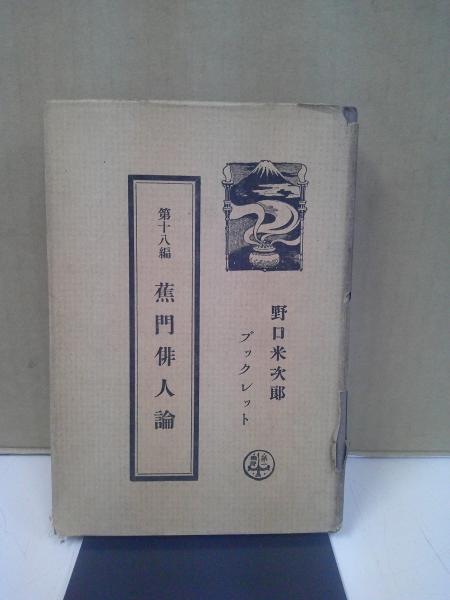 野口米次郎
ブックレット
第十八編 蕉門俳人論